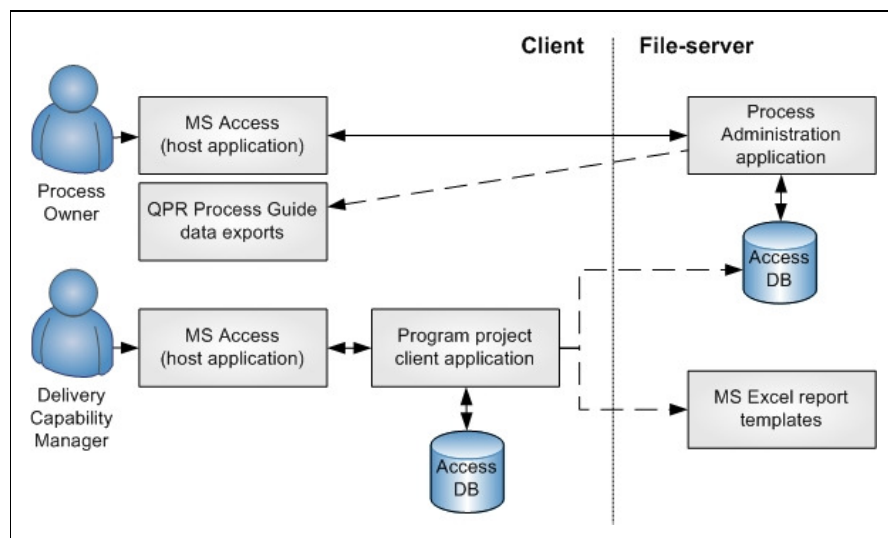 Client
File-server
MS Access
(host application)
Process
Administration
application
Process
Owner
QPR Process Guide
data exports
Access
DB
MS Access
(host application)
Program project
client application
Delivery
Capability
Manager
MS Excel report
templates
Access
DB